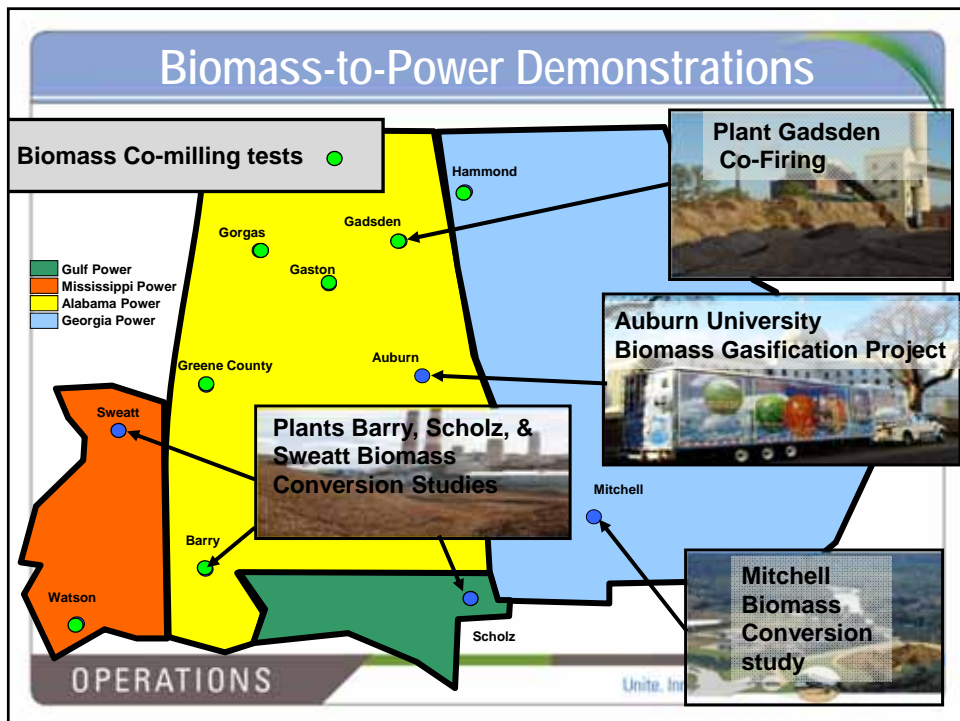 Biomass-to-Power Demonstrations
Biomass Co-milling tests
Plant Gadsden
Co-Firing
Hammond
Gadsden
Gorgas
Gaston
Gulf Power
Mississippi Power
Alabama Power
Georgia Power
Auburn University
Biomass Gasification Project
Auburn
Greene County
Sweatt
Plants Barry, Scholz, &
Sweatt Biomass
Conversion Studies
Mitchell
Barry
Mitchell
Biomass
Conversion
study
Watson
Scholz
OPERATIONS
Unite.